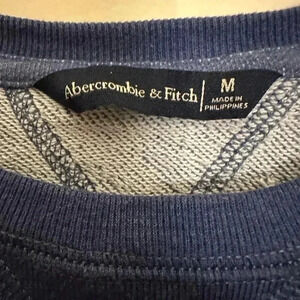 Abercrombie & Fitch
M
MADE IN
PHILIPPINES